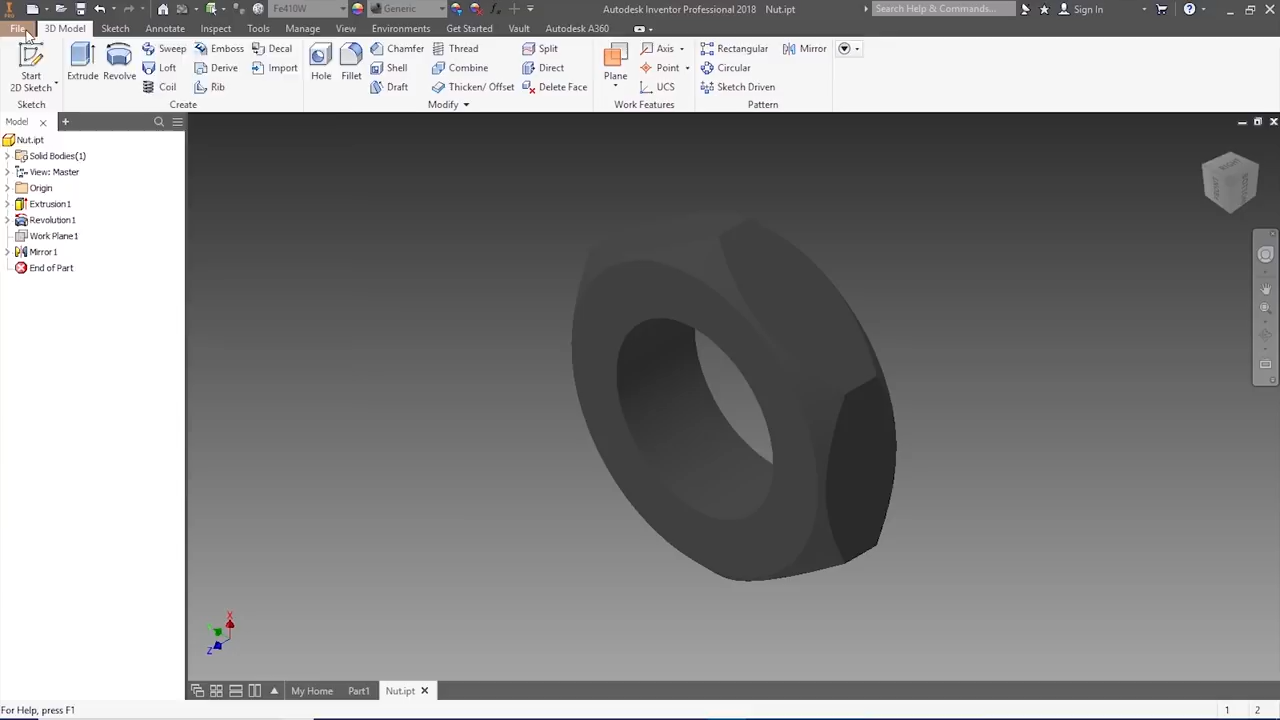 Fe410W
Generic
Autodesk Inventor Professional 2018
Nut.ipt
Search Help & Commands...
Sign In
File
3D Model
Sketch
Annotate
Inspect
Tools
Manage
View
Environments
Get Started
Vault
Autodesk A360
Start
2D Sketch
Extrude
Revolve
Sweep
Loft
Coil
Emboss
Derive
Rib
Decal
Import
Hole
Fillet
Chamfer
Shell
Draft
Thread
Combine
Thicken/ Offset
Split
Direct
Delete Face
Plane
Axis
Point
UCS
Rectangular
Circular
Sketch Driven
Mirror
Sketch
Create
Modify
Work Features
Pattern
Model
Nut.ipt
Solid Bodies(1)
View: Master
Origin
Extrusion1
Revolution1
Work Plane1
Mirror1
End of Part
RIGHT
X
Z
My Home
Part1
Nut.ipt
For Help, press F1
1
2